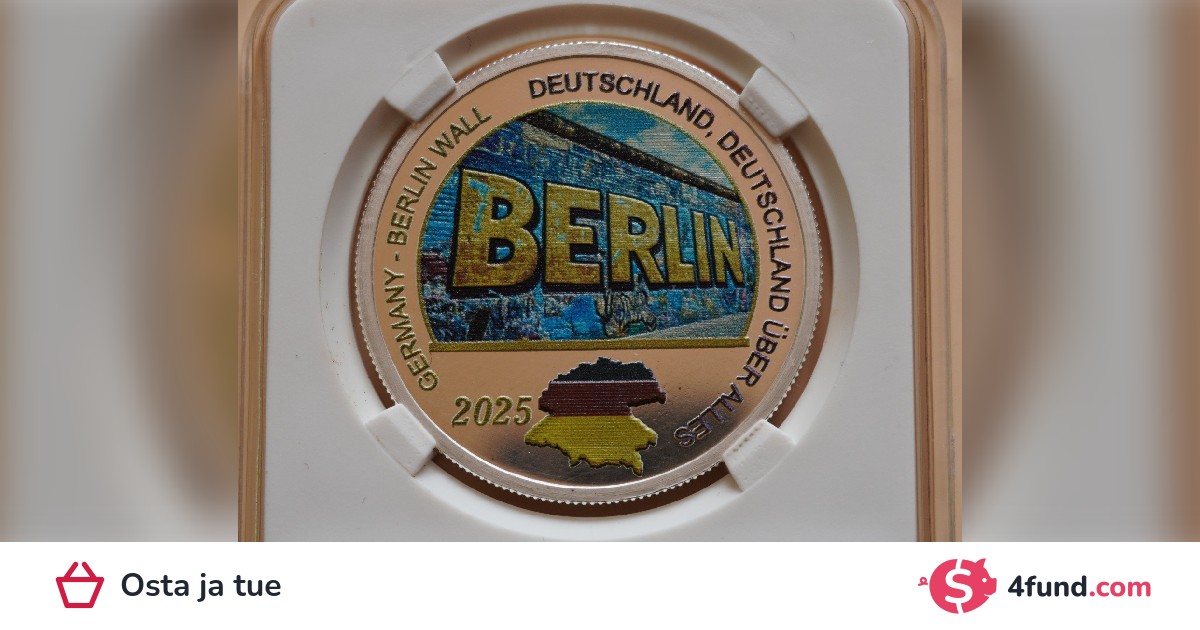 GERMANY - BERLIN WALL
DEUTSCHLAND, DEUTSCHLAND ÜBER ALLES
BERLIN
2025
Osta ja tue
4fund.com